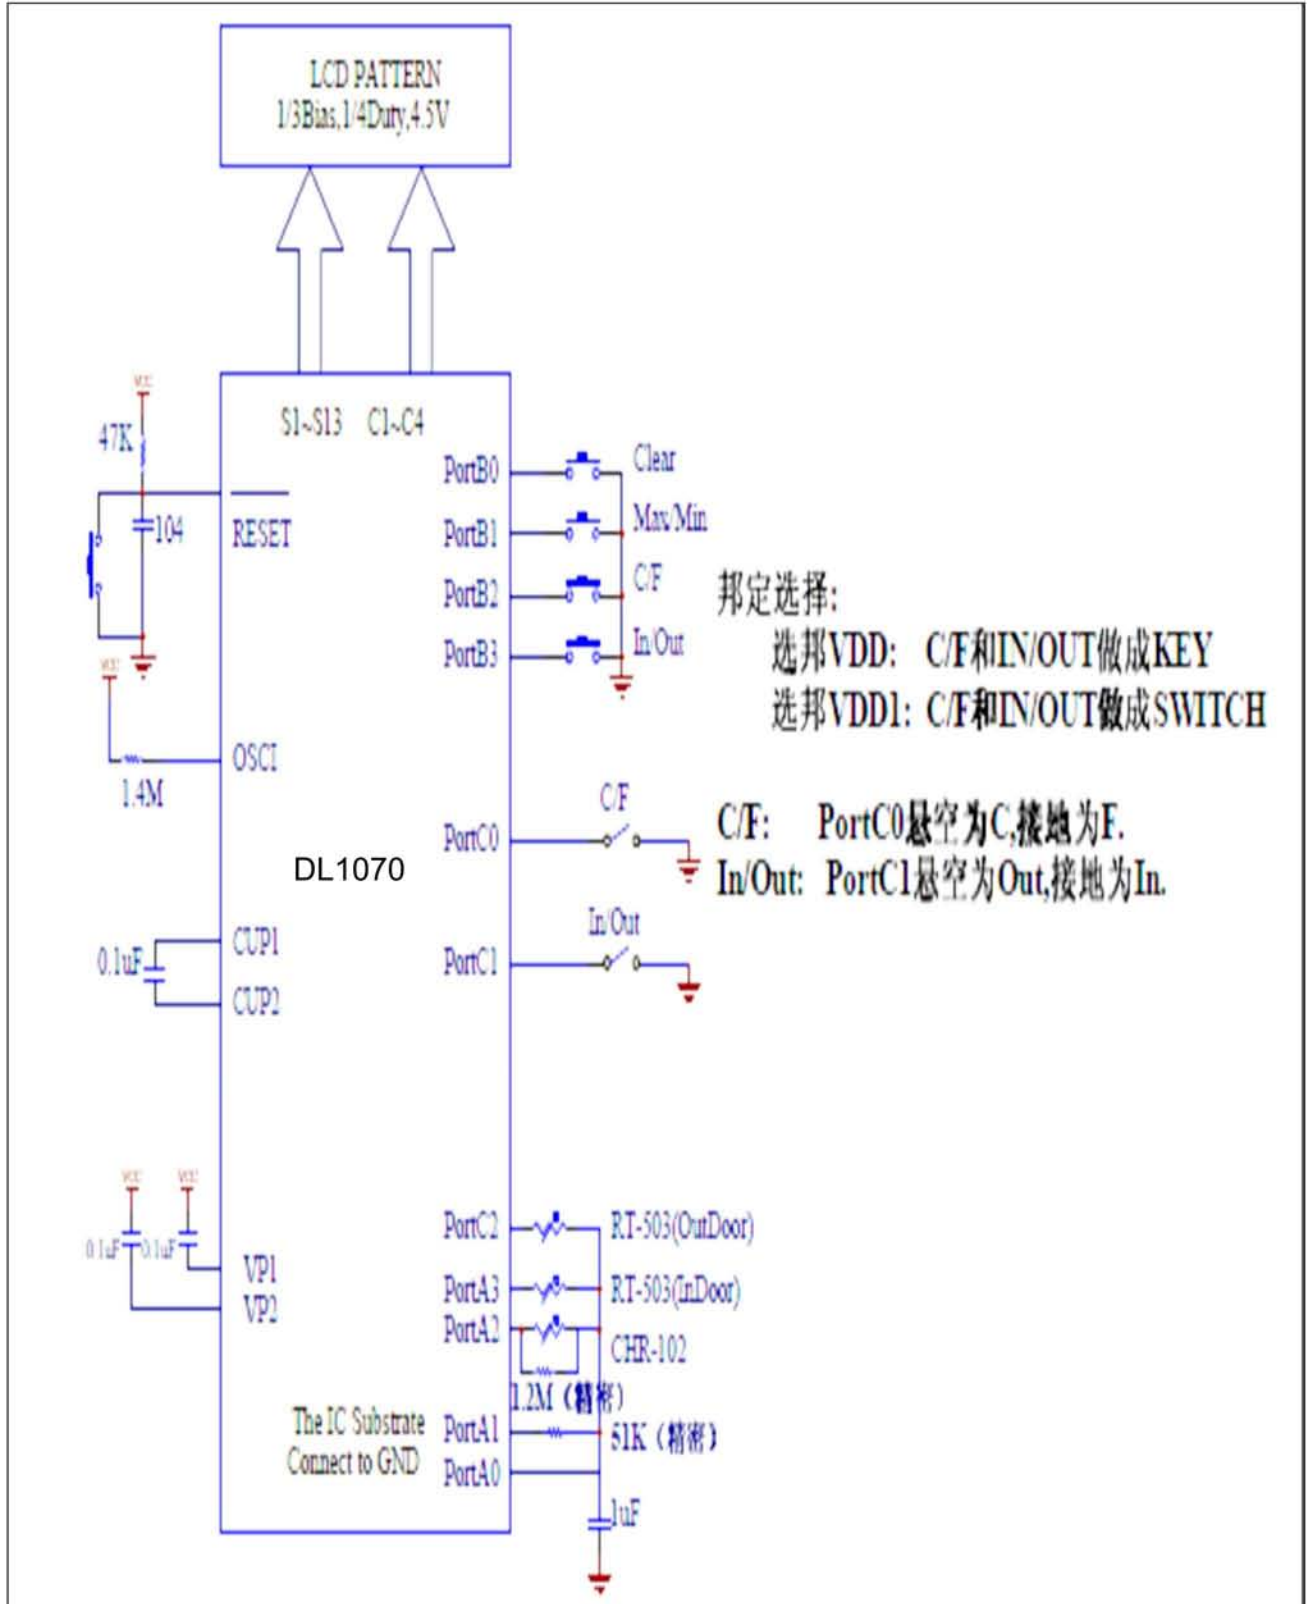 LCD PATTERN
1/3Bias,1/4Duty,4.5V
S1~S13 C1~C4
VCC
47K
104
RESET
VCC
OSCI
1.4M
DL1070
0.1uF
CUP1
CUP2
VCC VCC
0.1uF 0.1uF
VP1
VP2
The IC Substrate
Connect to GND
PortB0 Clear
PortB1 Max/Min
PortB2 C/F
PortB3 In/Out
邦定选择:
选邦VDD: C/F和IN/OUT做成KEY
选邦VDD1: C/F和IN/OUT做成SWITCH
C/F
PortC0
C/F: PortC0悬空为C,接地为F.
In/Out: PortC1悬空为Out,接地为In.
In/Out
PortC1
PortC2 RT-503(OutDoor)
PortA3 RT-503(InDoor)
PortA2 CHR-102
1.2M（精密）
PortA1 51K（精密）
PortA0
1uF